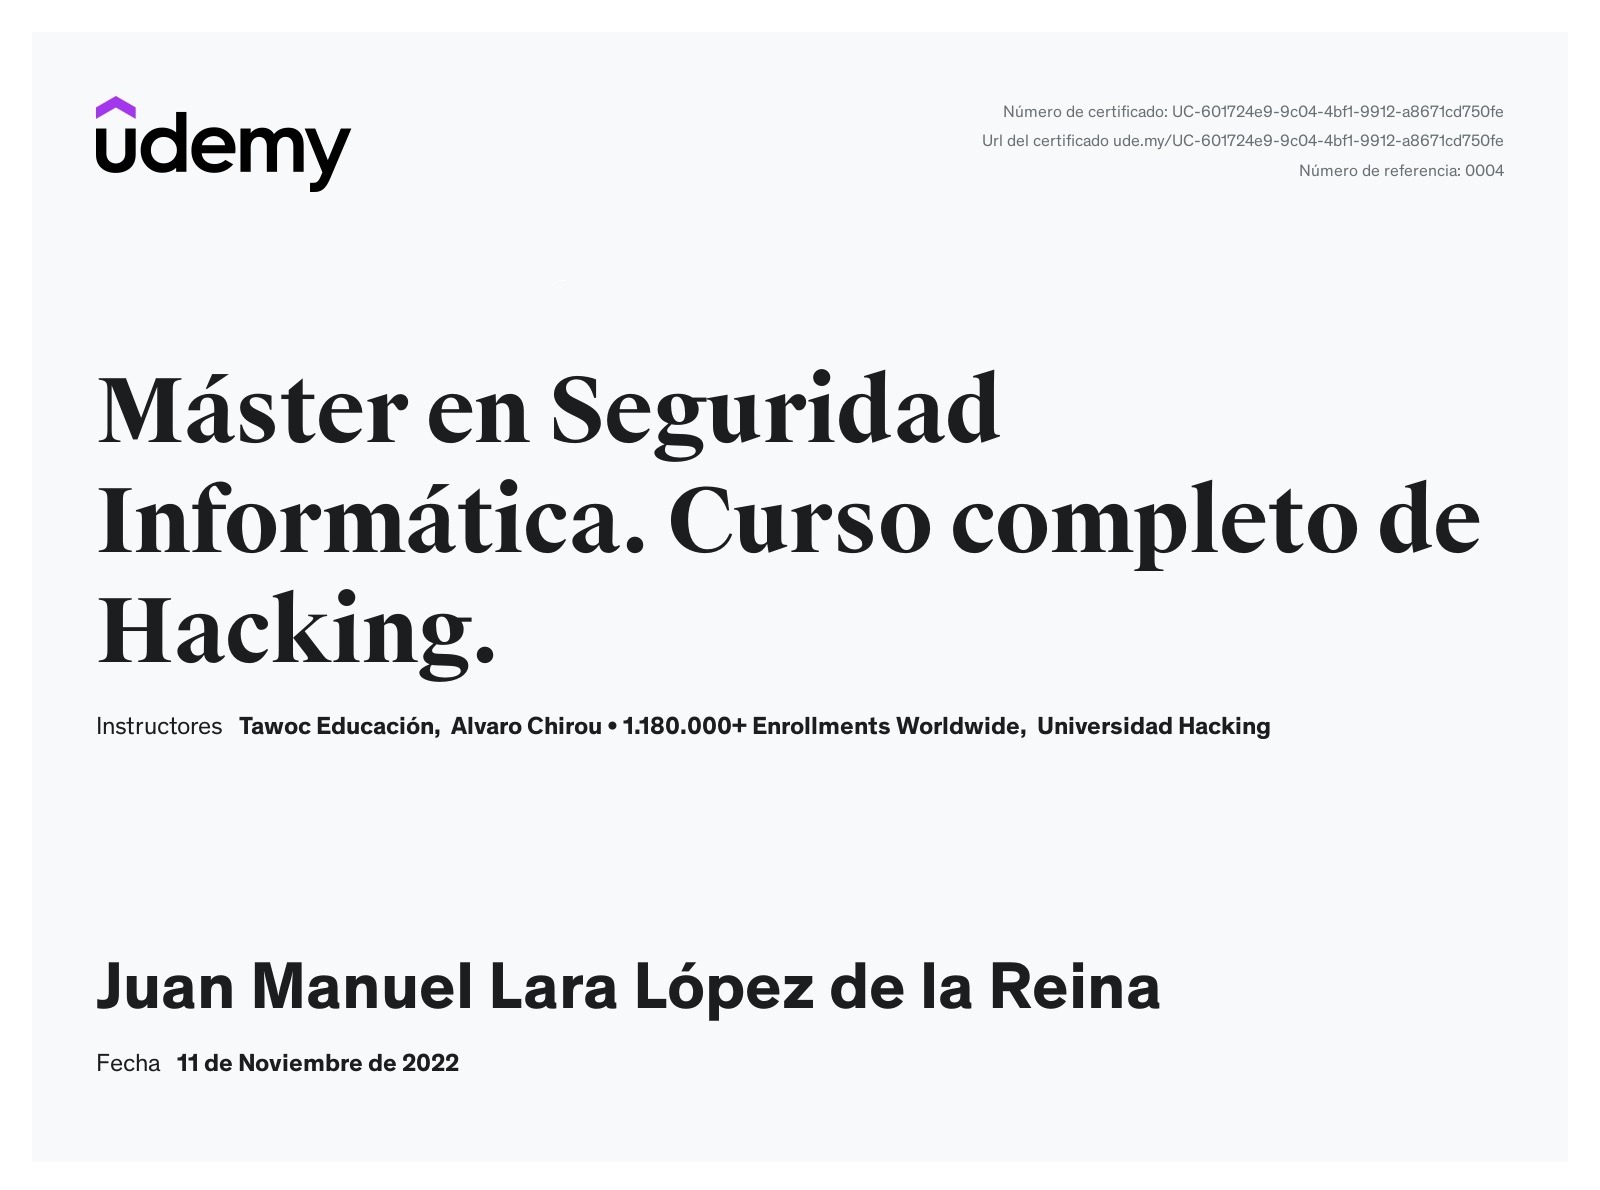 udemy
Número de certificado: UC-601724e9-9c04-4bf1-9912-a8671cd750fe
Url del certificado ude.my/UC-601724e9-9c04-4bf1-9912-a8671cd750fe
Número de referencia: 0004
Máster en Seguridad
Informática. Curso completo de
Hacking.
Instructores Tawoc Educación, Alvaro Chirou • 1.180.000+ Enrollments Worldwide, Universidad Hacking
Juan Manuel Lara López de la Reina
Fecha 11 de Noviembre de 2022